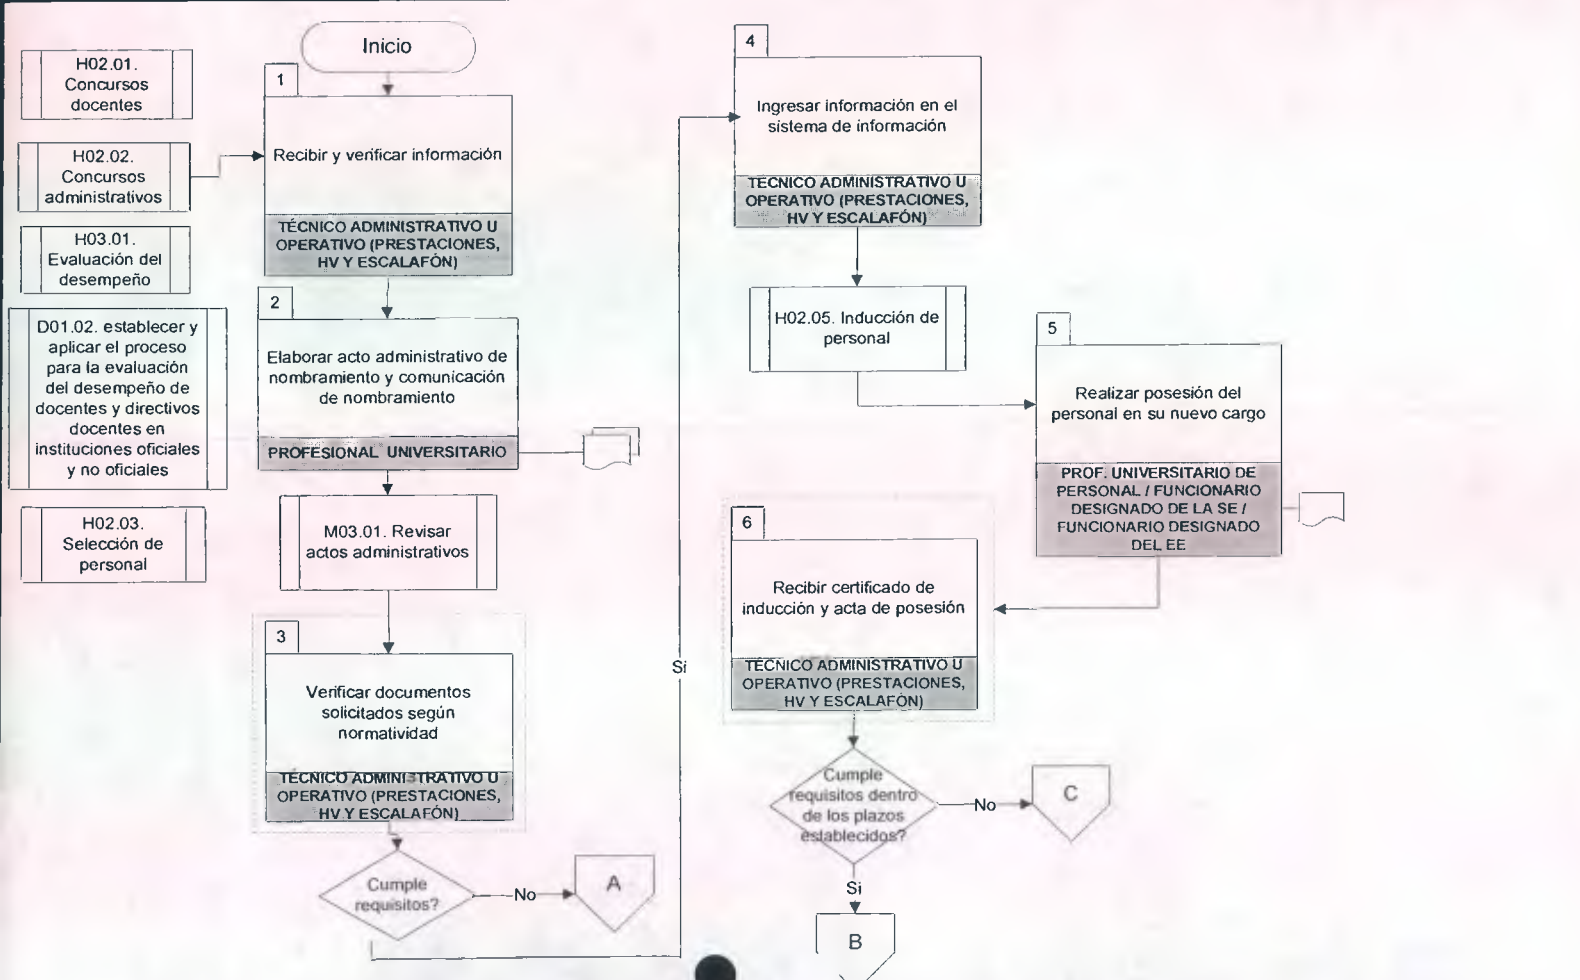 Inicio
H02.01.
Concursos
docentes
H02.02.
Concursos
administrativos
H03.01.
Evaluación del
desempeño
D01.02. establecer y
aplicar el proceso
para la evaluación
del desempeño de
docentes y directivos
docentes en
instituciones oficiales
y no oficiales
H02.03.
Selección de
personal
1
Recibir y verificar información
TÉCNICO ADMINISTRATIVO U
OPERATIVO (PRESTACIONES,
HV Y ESCALAFÓN)
2
Elaborar acto administrativo de
nombramiento y comunicación
de nombramiento
PROFESIONAL UNIVERSITARIO
M03.01. Revisar
actos administrativos
3
Verificar documentos
solicitados según
normatividad
TÉCNICO ADMINISTRATIVO U
OPERATIVO (PRESTACIONES,
HV Y ESCALAFÓN)
Cumple
requisitos?
No
A
Si
4
Ingresar información en el
sistema de información
TÉCNICO ADMINISTRATIVO U
OPERATIVO (PRESTACIONES,
HV Y ESCALAFÓN)
H02.05. Inducción de
personal
5
Realizar posesión del
personal en su nuevo cargo
PROF. UNIVERSITARIO DE
PERSONAL / FUNCIONARIO
DESIGNADO DE LA SE /
FUNCIONARIO DESIGNADO
DEL EE
6
Recibir certificado de
inducción y acta de posesión
TÉCNICO ADMINISTRATIVO U
OPERATIVO (PRESTACIONES,
HV Y ESCALAFÓN)
Cumple
requisitos dentro
de los plazos
establecidos?
No
C
Si
B